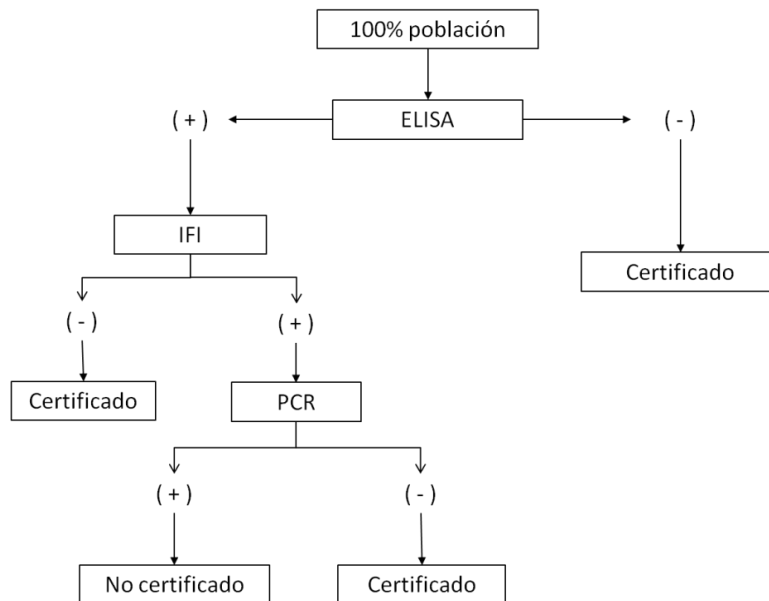 100% población
( + )
ELISA
( - )
IFI
Certificado
( - )
( + )
Certificado
PCR
( + )
( - )
No certificado
Certificado